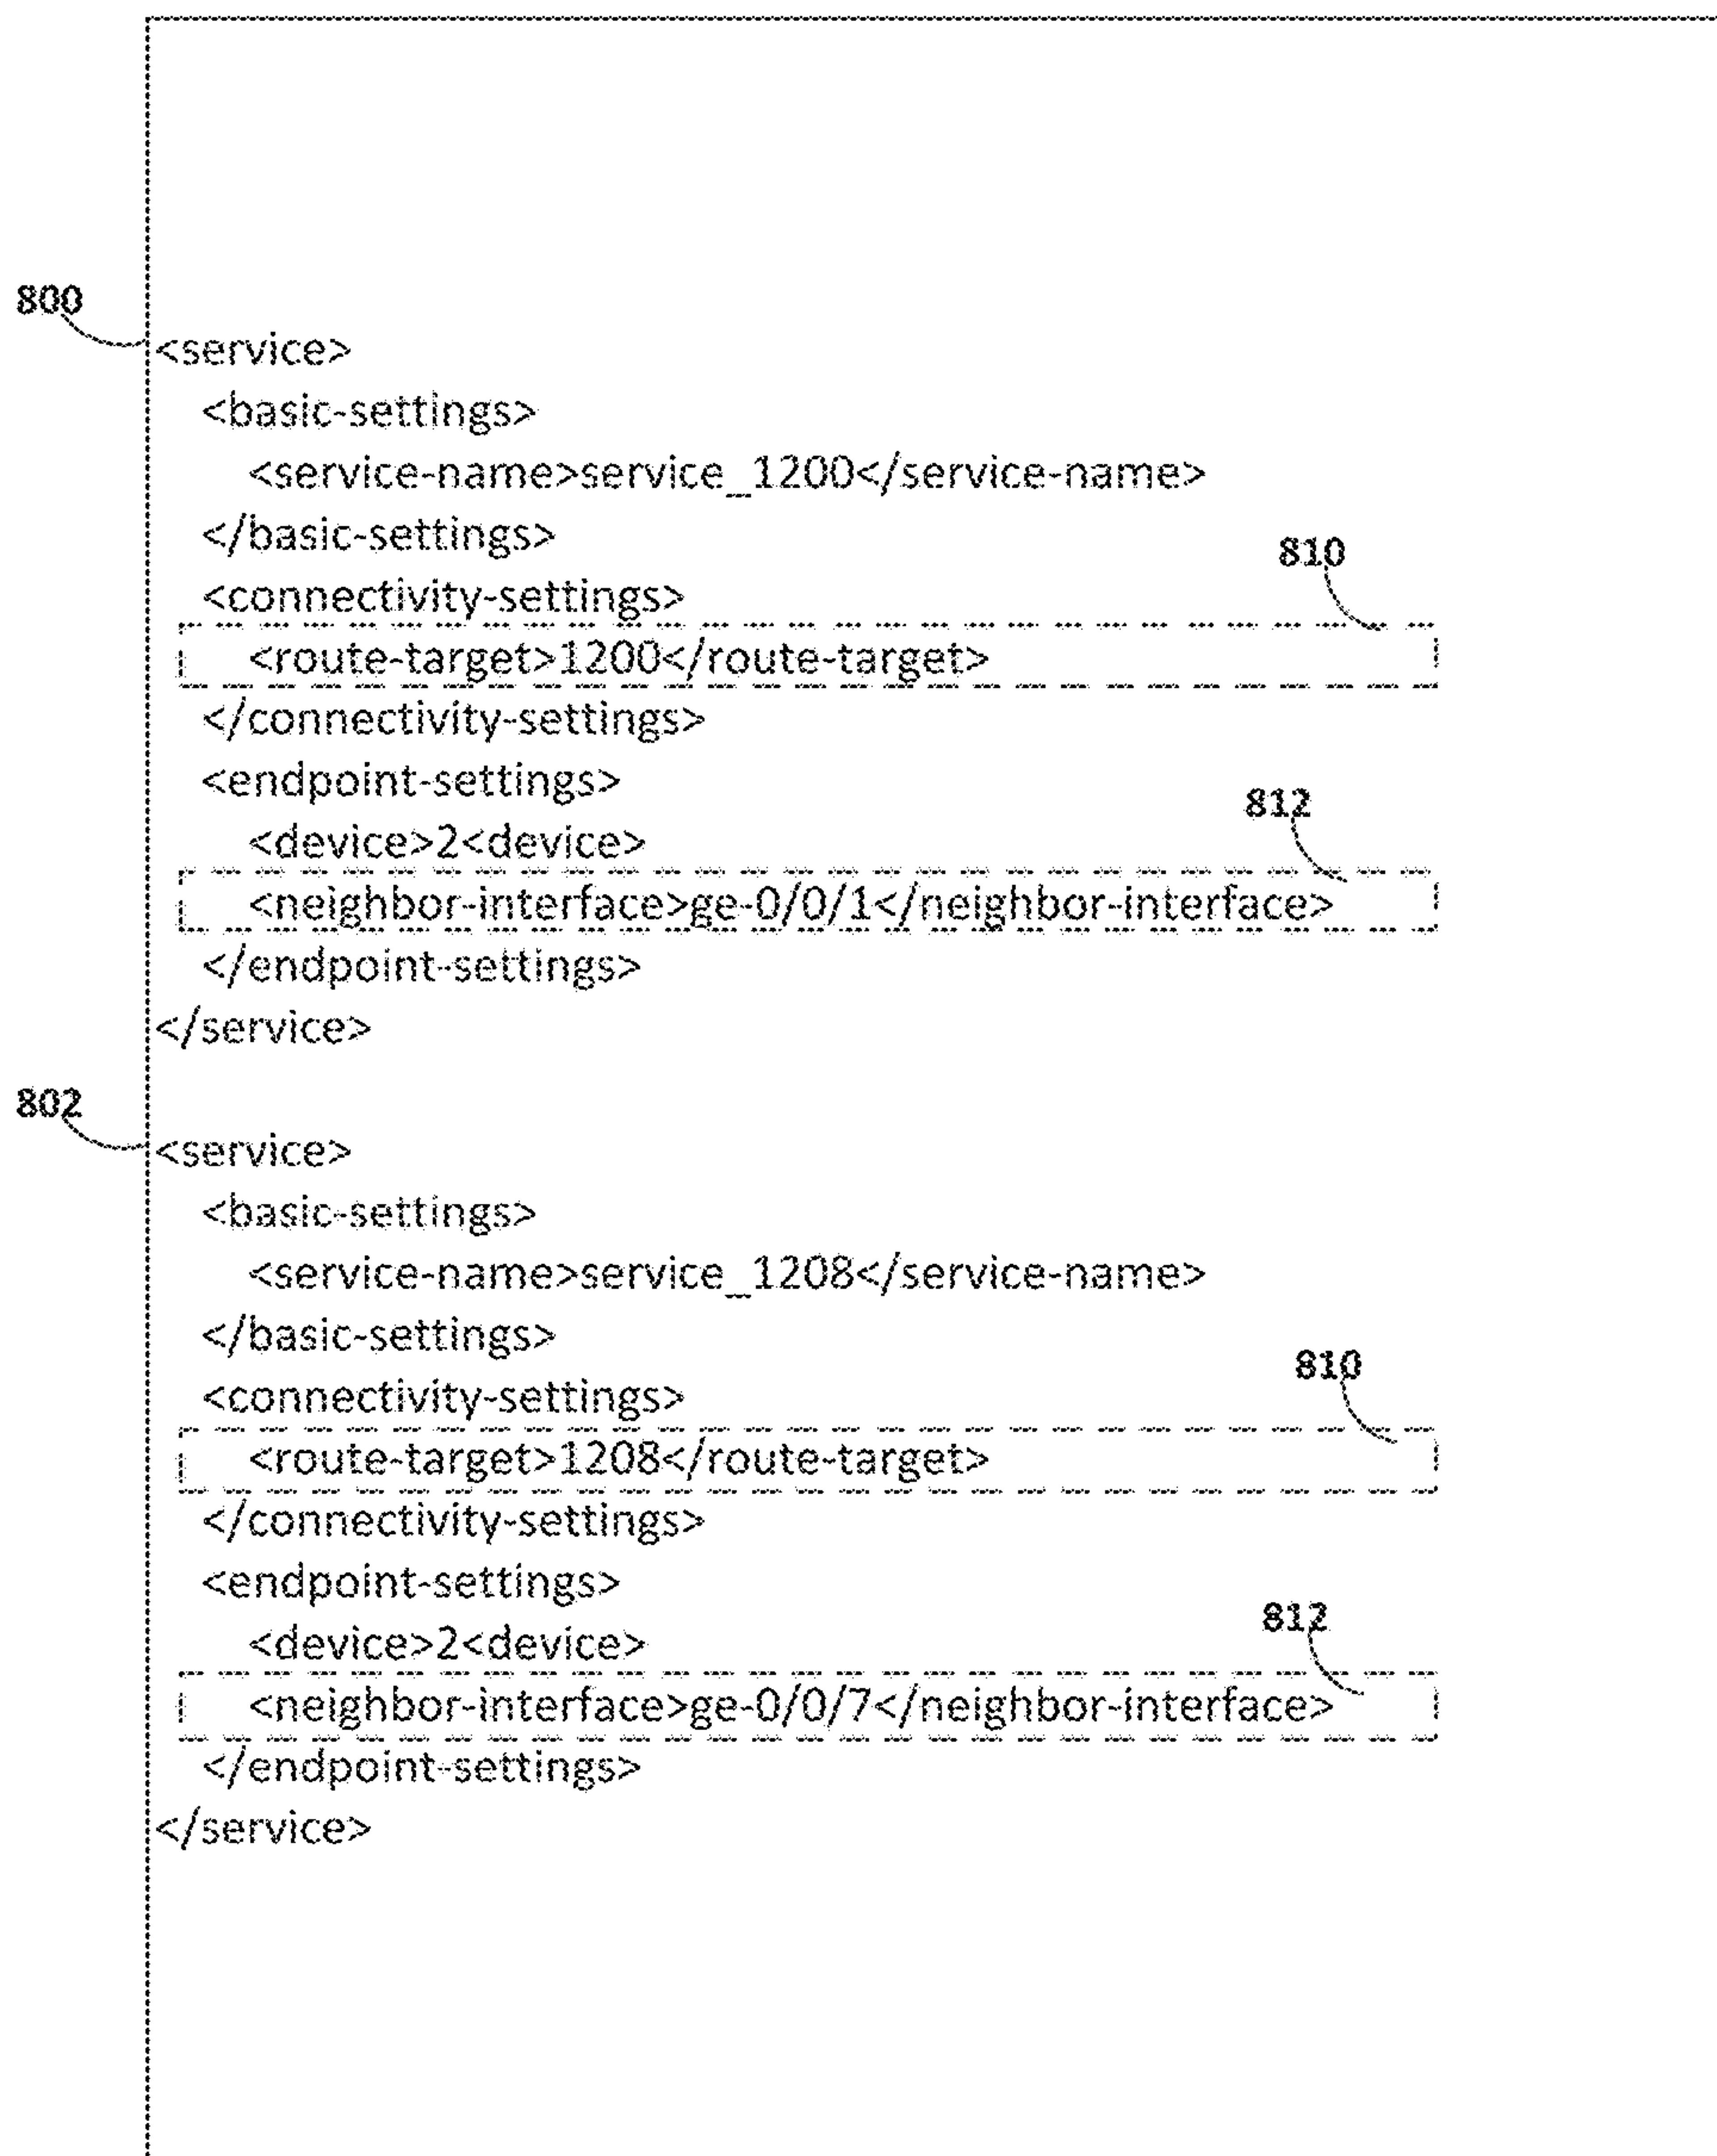 800
<service>
<basic-settings>
<service-name>service_1200</service-name>
</basic-settings>
810
<connectivity-settings>
<route-target>1200</route-target>
</connectivity-settings>
<endpoint-settings>
812
<device>2<device>
<neighbor-interface>ge-0/0/1</neighbor-interface>
</endpoint-settings>
</service>
802
<service>
<basic-settings>
<service-name>service_1208</service-name>
</basic-settings>
810
<connectivity-settings>
<route-target>1208</route-target>
</connectivity-settings>
<endpoint-settings>
812
<device>2<device>
<neighbor-interface>ge-0/0/7</neighbor-interface>
</endpoint-settings>
</service>